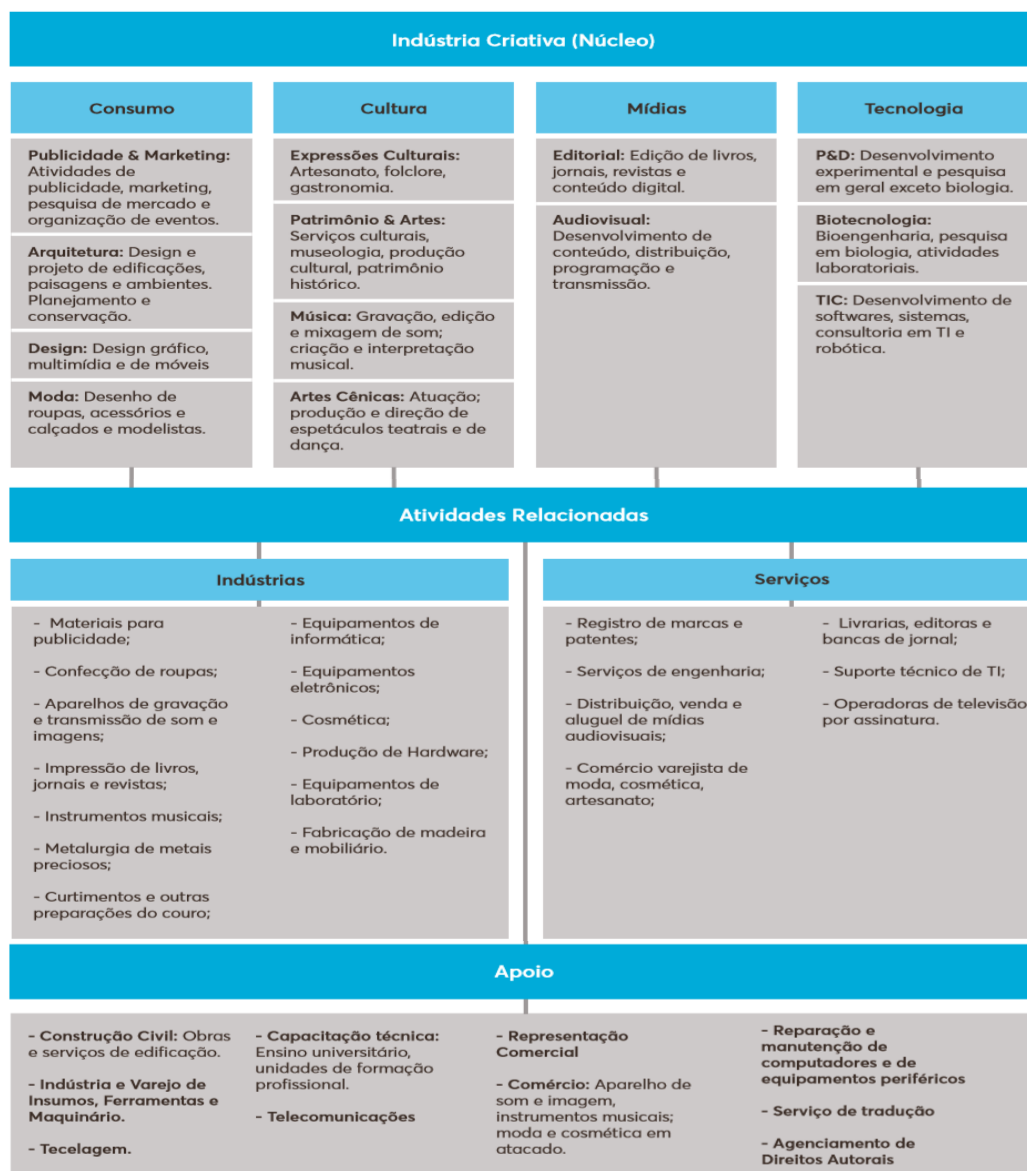 Indústria Criativa (Núcleo)
Consumo
Publicidade & Marketing:
Atividades de
publicidade, marketing,
pesquisa de mercado e
organização de eventos.
Arquitetura: Design e
projeto de edificações,
paisagens e ambientes.
Planejamento e
conservação.
Design: Design gráfico,
multimídia e de móveis
Moda: Desenho de
roupas, acessórios e
calçados e modelistas.
Cultura
Expressões Culturais:
Artesanato, folclore,
gastronomia.
Patrimônio & Artes:
Serviços culturais,
museologia, produção
cultural, patrimônio
histórico.
Música: Gravação, edição
e mixagem de som;
criação e interpretação
musical.
Artes Cênicas: Atuação;
produção e direção de
espetáculos teatrais e de
dança.
Mídias
Editorial: Edição de livros,
jornais, revistas e
conteúdo digital.
Audiovisual:
Desenvolvimento de
conteúdo, distribuição,
programação e
transmissão.
Tecnologia
P&D: Desenvolvimento
experimental e pesquisa
em geral exceto biologia.
Biotecnologia:
Bioengenharia, pesquisa
em biologia, atividades
laboratoriais.
TIC: Desenvolvimento de
softwares, sistemas,
consultoria em TI e
robótica.
Atividades Relacionadas
Indústrias
- Materiais para
publicidade;
- Confecção de roupas;
- Aparelhos de gravação
e transmissão de som e
imagens;
- Impressão de livros,
jornais e revistas;
- Instrumentos musicais;
- Metalurgia de metais
preciosos;
- Curtimentos e outras
preparações do couro;
- Equipamentos de
informática;
- Equipamentos
eletrônicos;
- Cosmética;
- Produção de Hardware;
- Equipamentos de
laboratório;
- Fabricação de madeira
e mobiliário.
Serviços
- Registro de marcas e
patentes;
- Serviços de engenharia;
- Distribuição, venda e
aluguel de mídias
audiovisuais;
- Comércio varejista de
moda, cosmética,
artesanato;
- Livrarias, editoras e
bancas de jornal;
- Suporte técnico de TI;
- Operadoras de televisão
por assinatura.
Apoio
- Construção Civil: Obras
e serviços de edificação.
- Indústria e Varejo de
Insumos, Ferramentas e
Maquinário.
- Tecelagem.
- Capacitação técnica:
Ensino universitário,
unidades de formação
profissional.
- Telecomunicações
- Representação
Comercial
- Comércio: Aparelho de
som e imagem,
instrumentos musicais;
moda e cosmética em
atacado.
- Reparação e
manutenção de
computadores e de
equipamentos periféricos
- Serviço de tradução
- Agenciamento de
Direitos Autorais